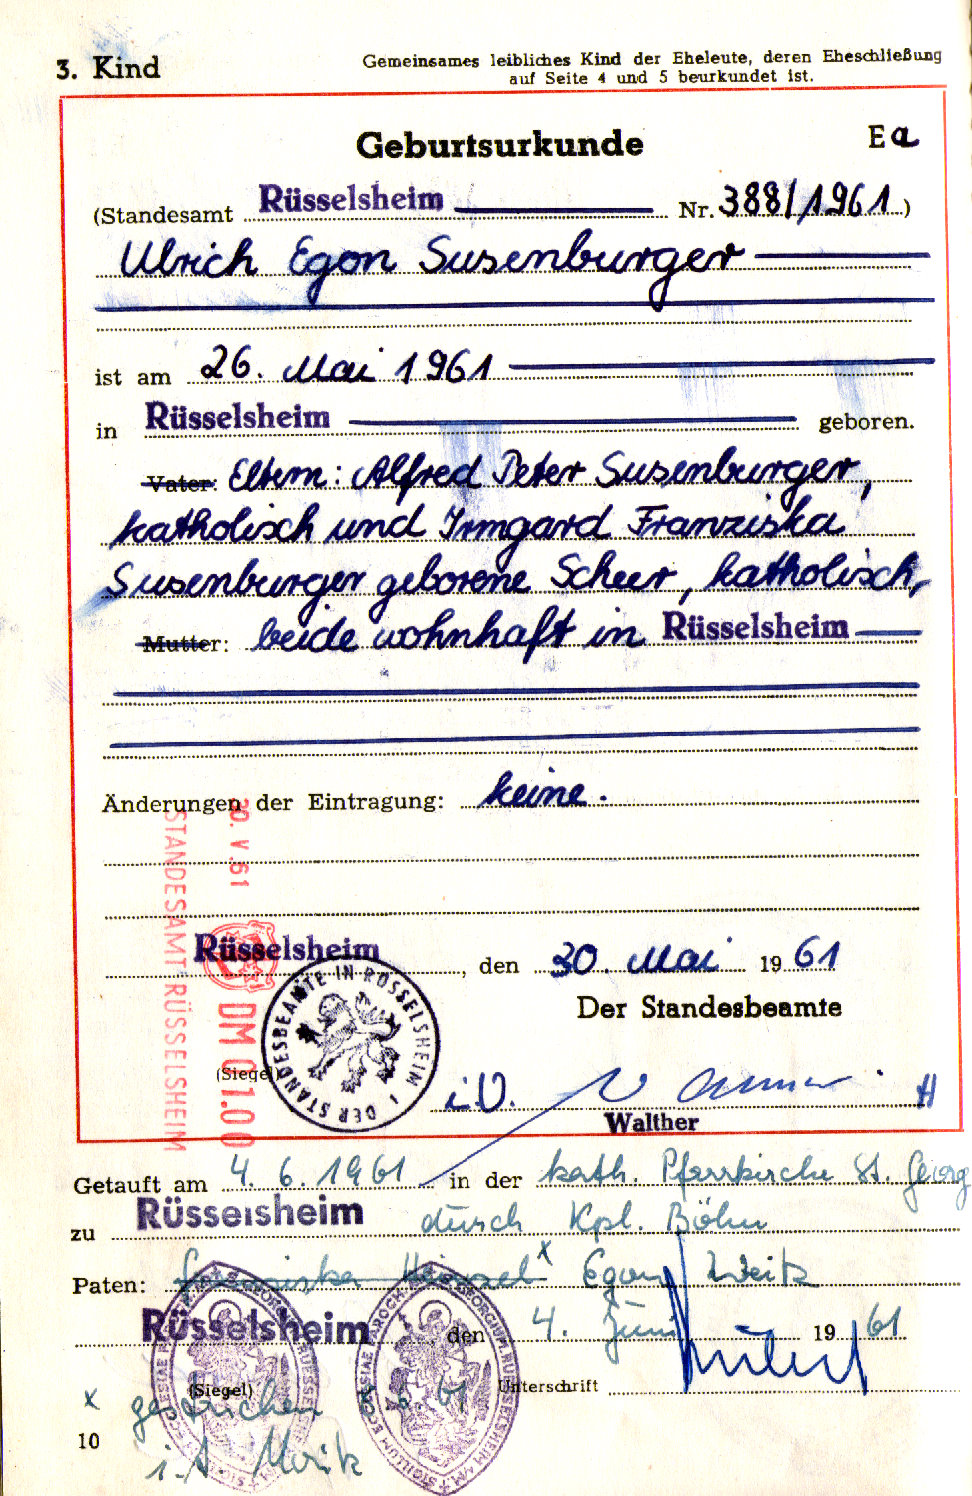 3. Kind
Gemeinsames leibliches Kind der Eheleute, deren Eheschließung
auf Seite 4 und 5 beurkundet ist.
Geburtsurkunde
Ea
(Standesamt Rüsselsheim Nr. 388/1961)
Ulrich Egon Susenburger
ist am 26. Mai 1961
in Rüsselsheim geboren.
Vater: Eltern: Alfred Peter Susenburger,
katholisch und Irmgard Franziska
Susenburger geborene Scheer, katholisch,
Mutter: beide wohnhaft in Rüsselsheim
Änderungen der Eintragung: keine.
30. V. 61
STANDESAMT RÜSSELSHEIM
DM 01.00
Rüsselsheim, den 30. Mai 1961
Der Standesbeamte
(Siegel)
DER STANDESBEAMTE IN RÜSSELSHEIM
i.V.
Walther
Getauft am 4. 6. 1961 in der kath. Pfarrkirche St. Georg
zu Rüsselsheim durch Kpl. Böhm
Paten: Franziska x Egon Weitz
Rüsselsheim den 4. Juni 1961
(Siegel)
Unterschrift
x gestrichen
i. A.
10